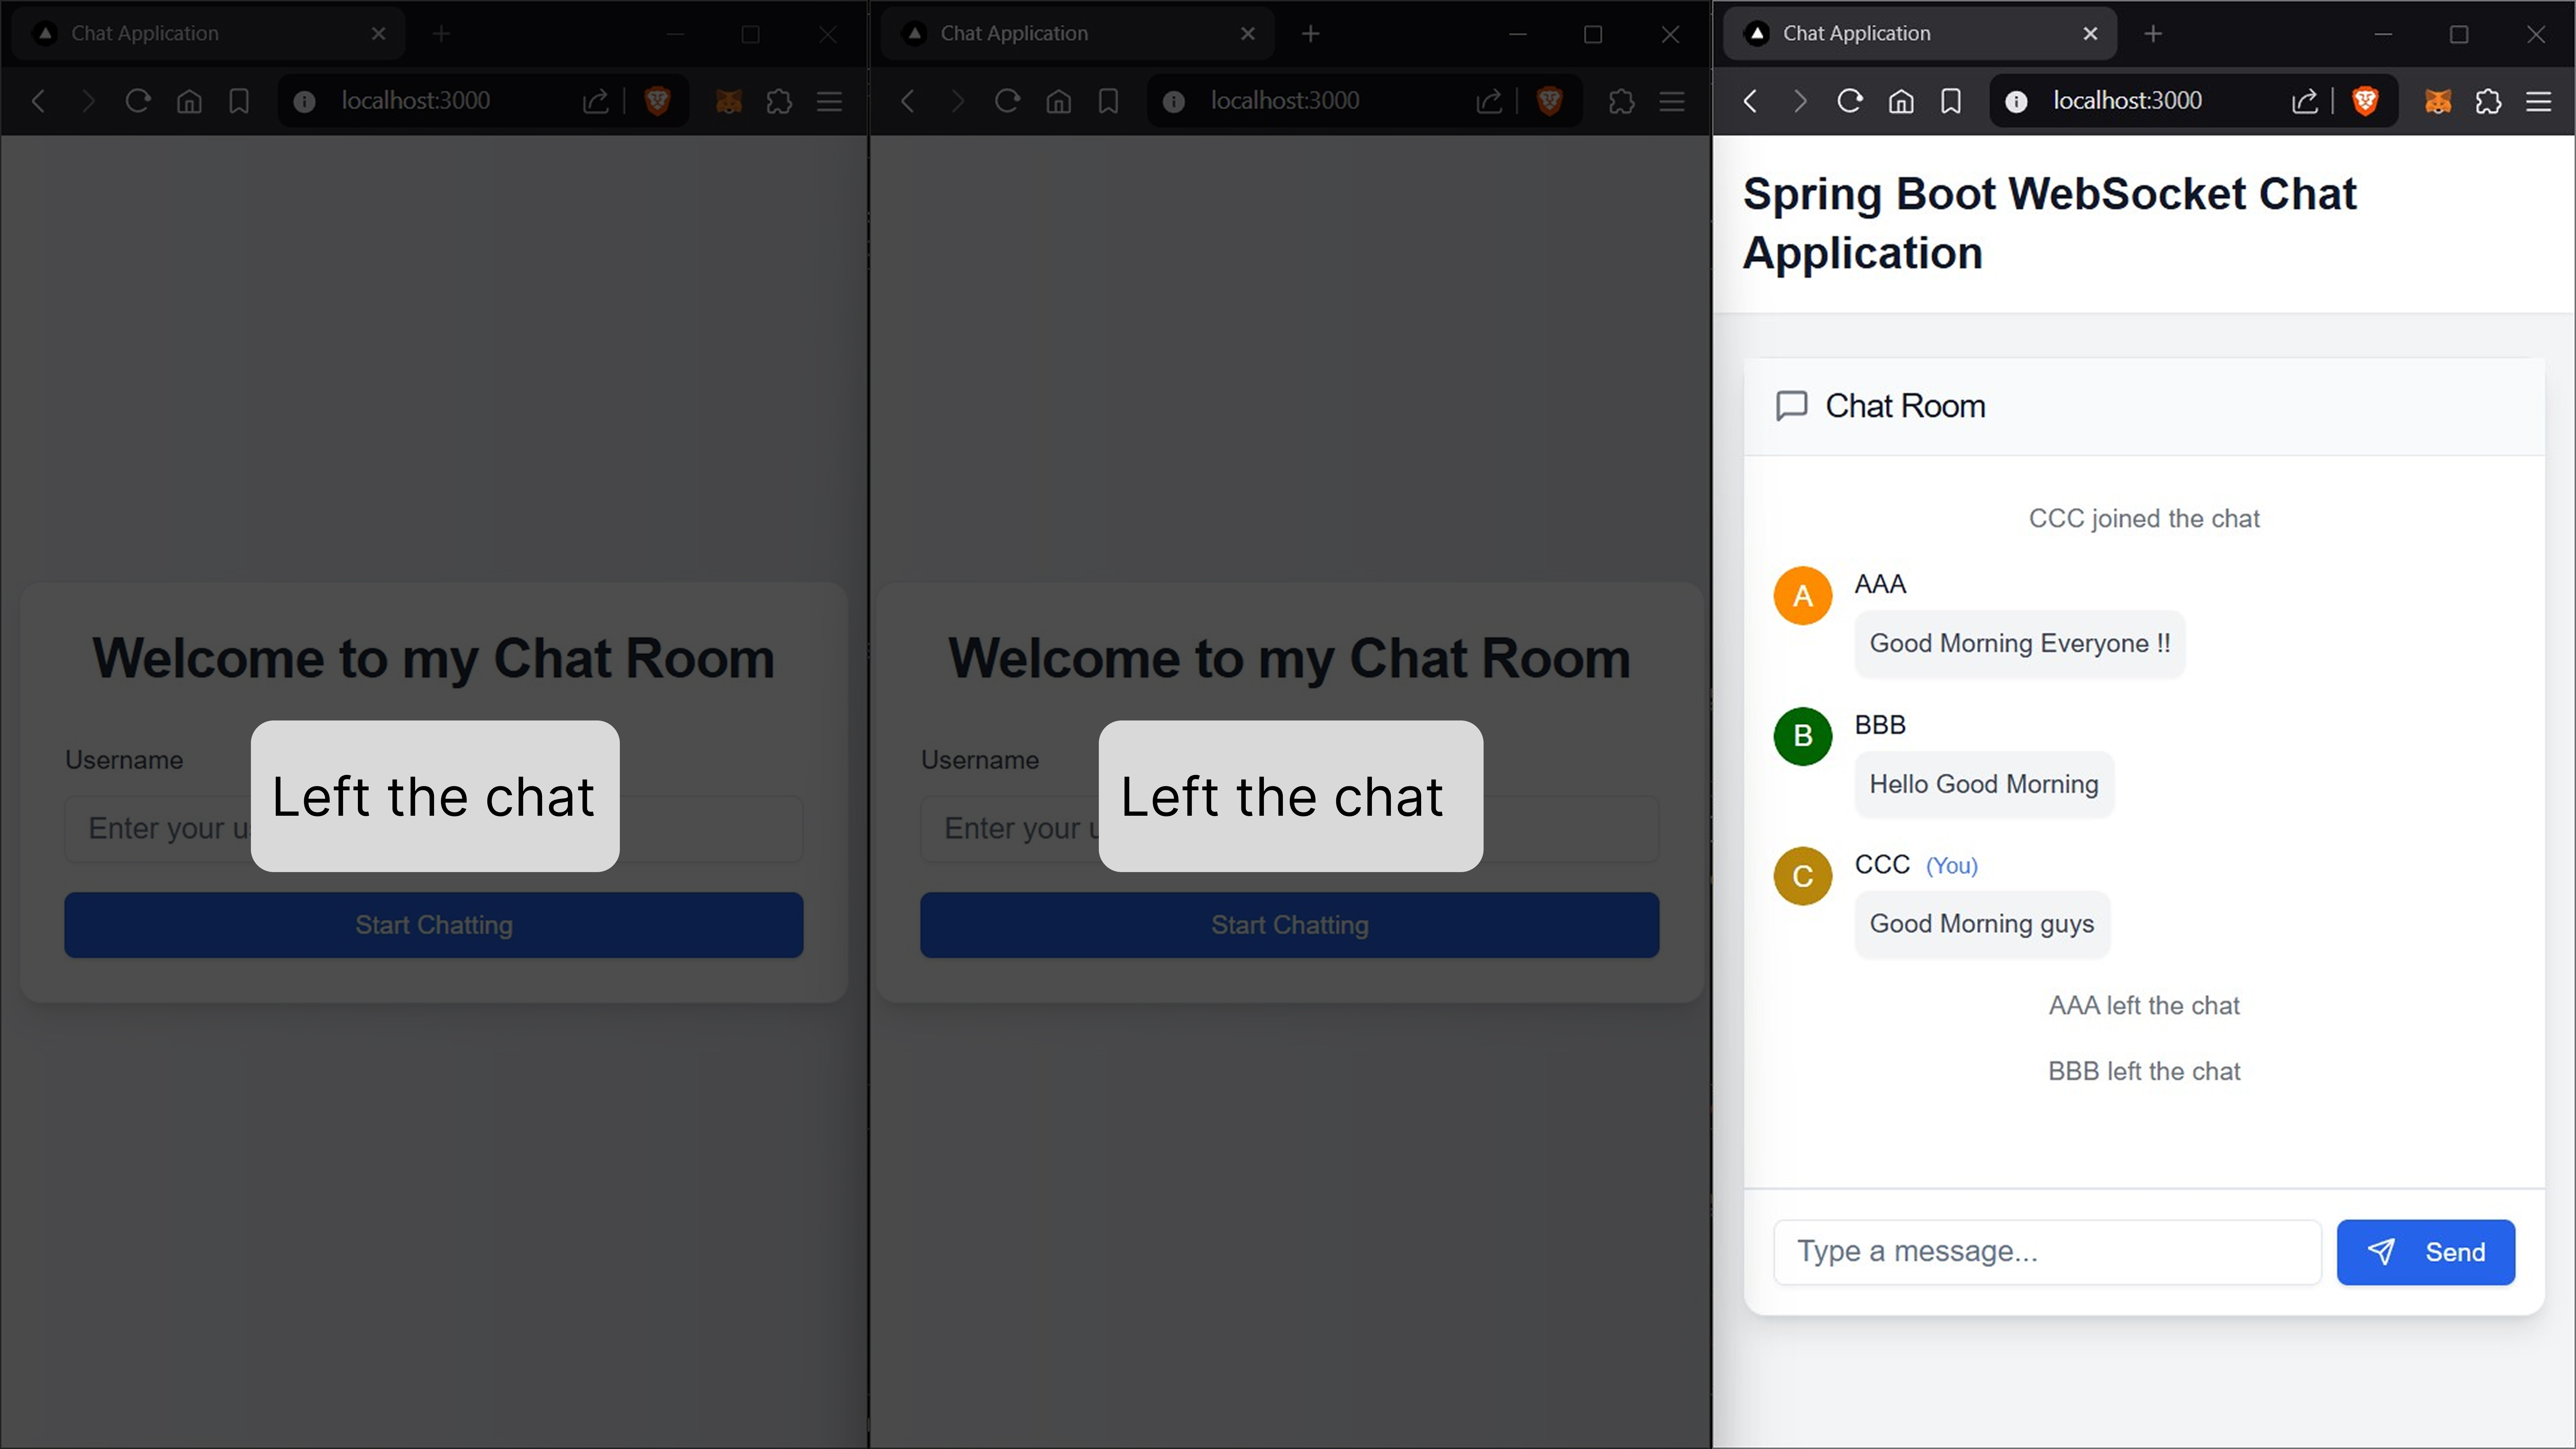 Chat Application
localhost:3000
Welcome to my Chat Room
Username
Enter your u
Left the chat
Start Chatting
Chat Application
localhost:3000
Welcome to my Chat Room
Username
Enter your
Left the chat
Start Chatting
Chat Application
localhost:3000
Spring Boot WebSocket Chat
Application
Chat Room
CCC joined the chat
A
AAA
Good Morning Everyone !!
B
BBB
Hello Good Morning
C
CCC (You)
Good Morning guys
AAA left the chat
BBB left the chat
Type a message...
Send